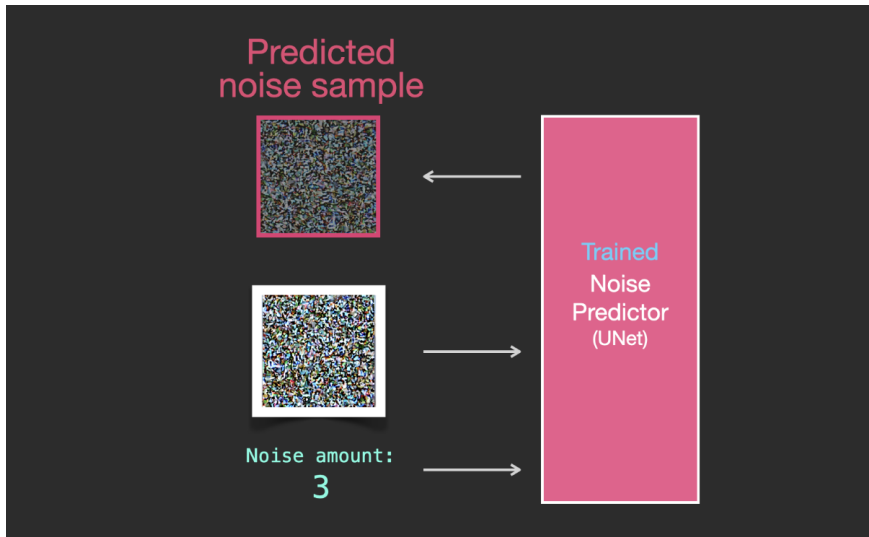 Predicted
noise sample
Trained
Noise
Predictor
(UNet)
Noise amount:
3